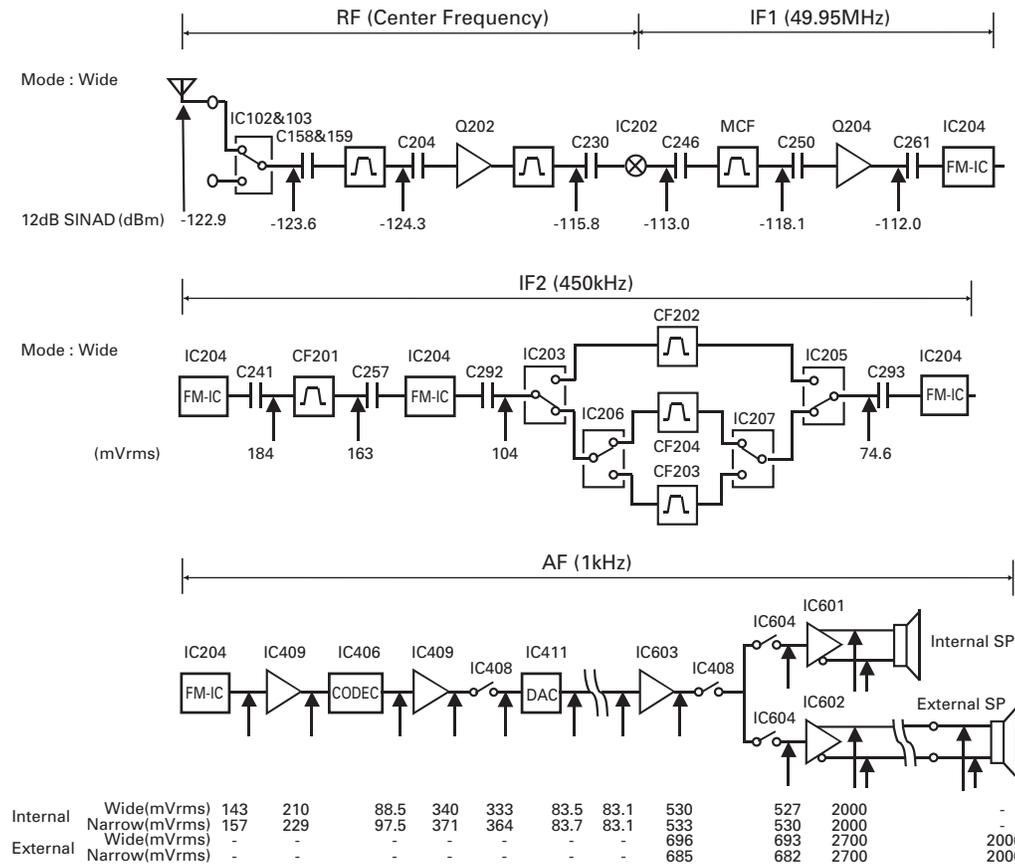 RF (Center Frequency) IF1 (49.95MHz)
Mode : Wide
IC102&103
C158&159 C204 Q202 C230 IC202 C246 MCF C250 Q204 C261 IC204
FM-IC
12dB SINAD (dBm) -122.9 -123.6 -124.3 -115.8 -113.0 -118.1 -112.0
IF2 (450kHz)
Mode : Wide
CF202
IC204 C241 CF201 C257 IC204 C292 IC203 IC205 C293 IC204
FM-IC FM-IC FM-IC
IC206 IC207
CF204
(mVrms) 184 163 104 74.6
CF203
AF (1kHz)
IC601
IC604
Internal SP
IC204 IC409 IC406 IC409 IC408 IC411 IC603 IC408
FM-IC CODEC DAC
External SP
IC604 IC602
Internal Wide(mVrms) 143 210 88.5 340 333 83.5 83.1 530 527 2000 -
Narrow(mVrms) 157 229 97.5 371 364 83.7 83.1 533 530 2000 -
External Wide(mVrms) - - - - - - - 696 693 2700 200
Narrow(mVrms) - - - - - - - 685 682 2700 200